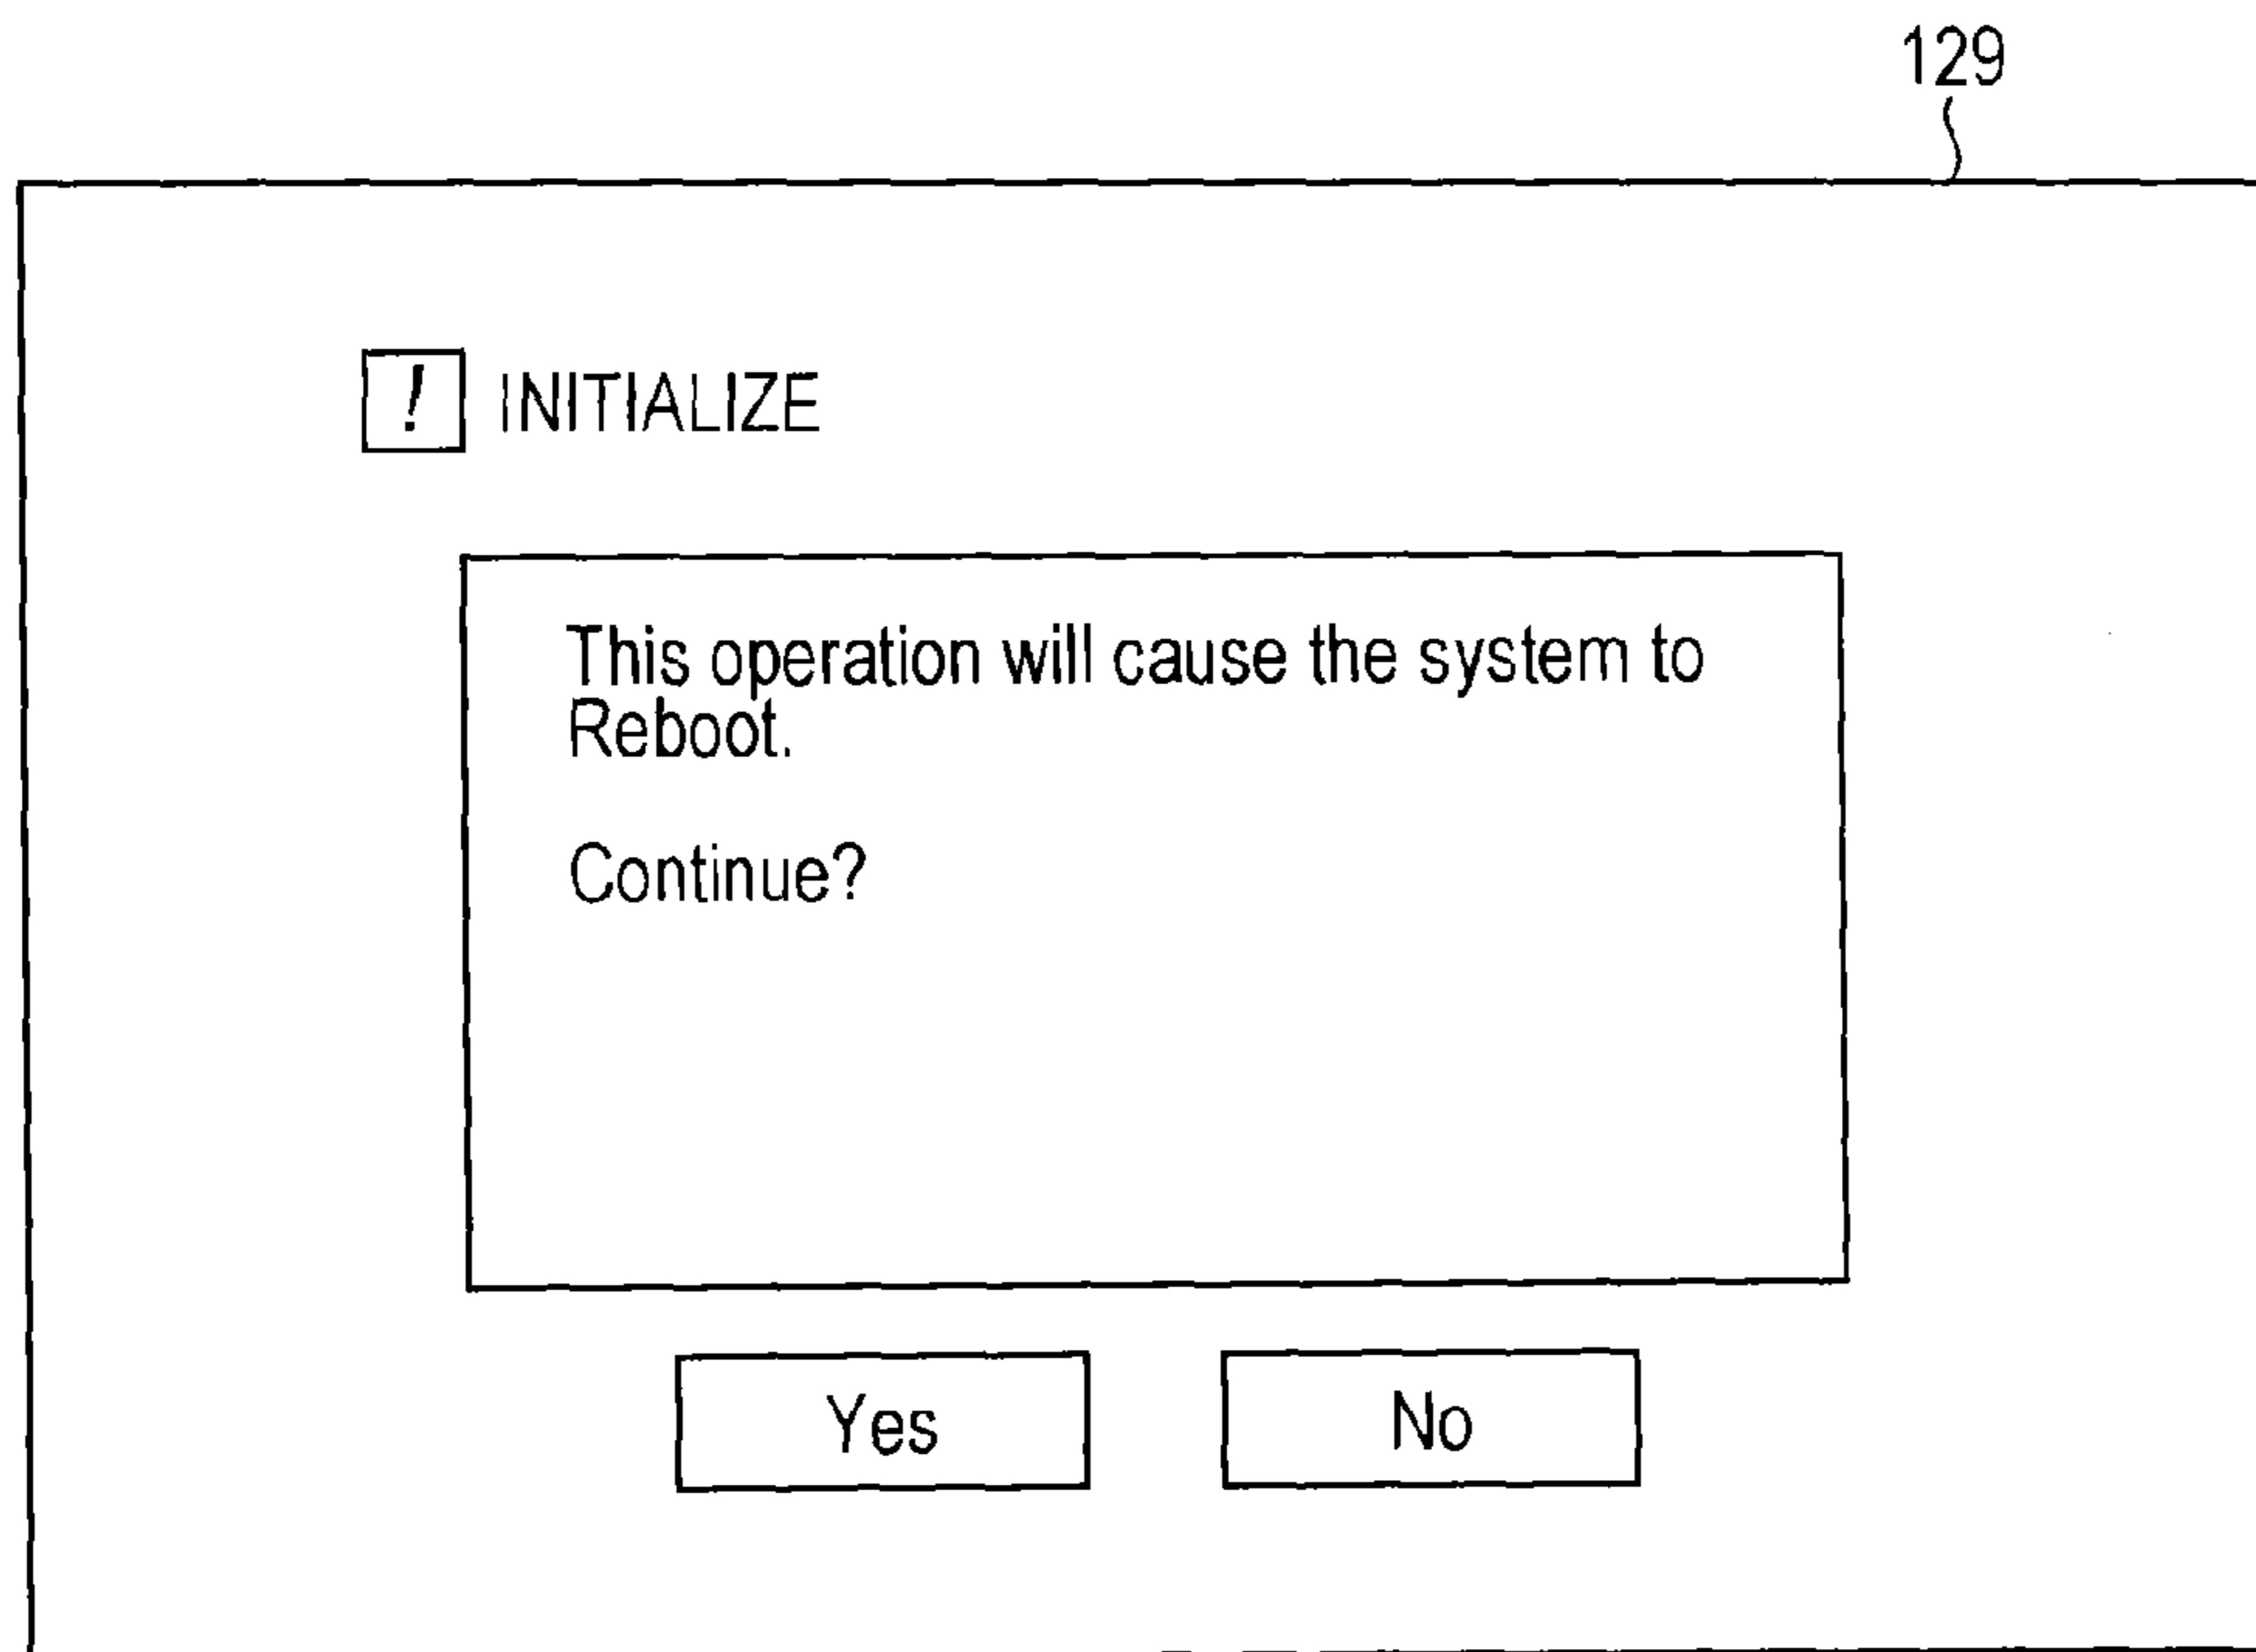 129
! INITIALIZE
This operation will cause the system to
Reboot.
Continue?
Yes No